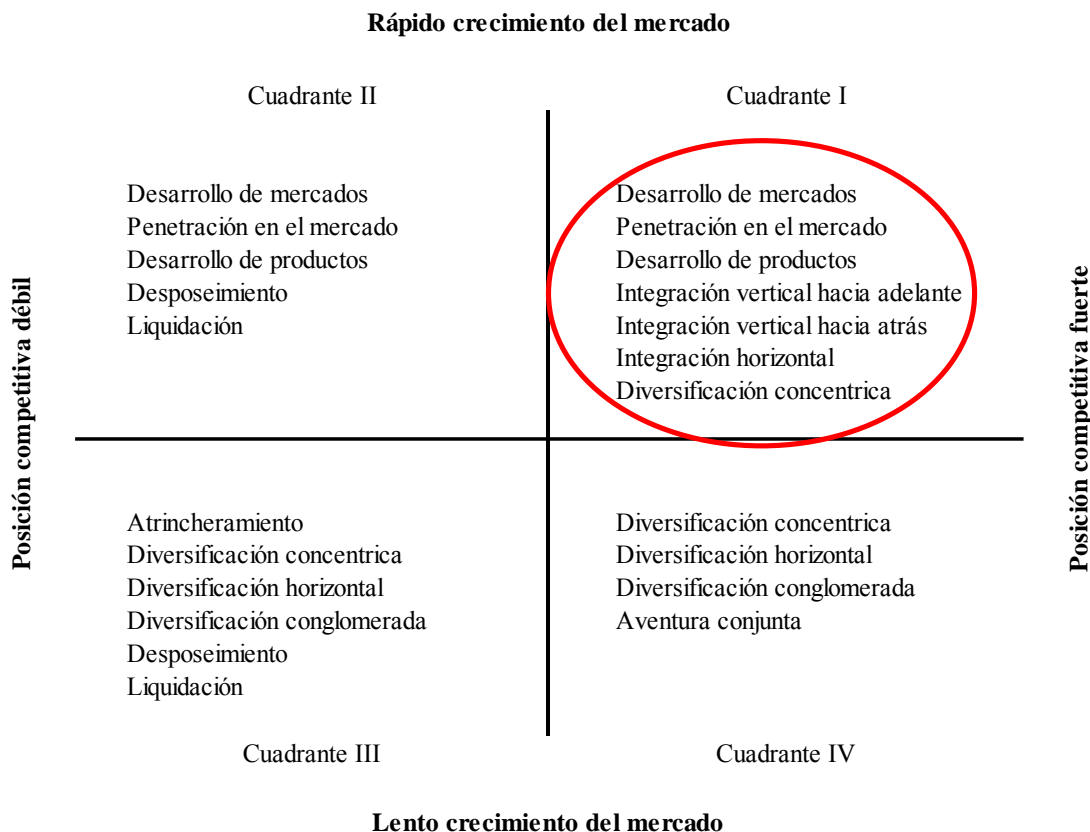 Rápido crecimiento del mercado
Cuadrante II
Cuadrante I
Desarrollo de mercados
Penetración en el mercado
Desarrollo de productos
Desposeimiento
Liquidación
Desarrollo de mercados
Penetración en el mercado
Desarrollo de productos
Integración vertical hacia adelante
Integración vertical hacia atrás
Integración horizontal
Diversificación concentrica
Posición competitiva débil
Posición competitiva fuerte
Atrincheramiento
Diversificación concentrica
Diversificación horizontal
Diversificación conglomerada
Desposeimiento
Liquidación
Diversificación concentrica
Diversificación horizontal
Diversificación conglomerada
Aventura conjunta
Cuadrante III
Cuadrante IV
Lento crecimiento del mercado